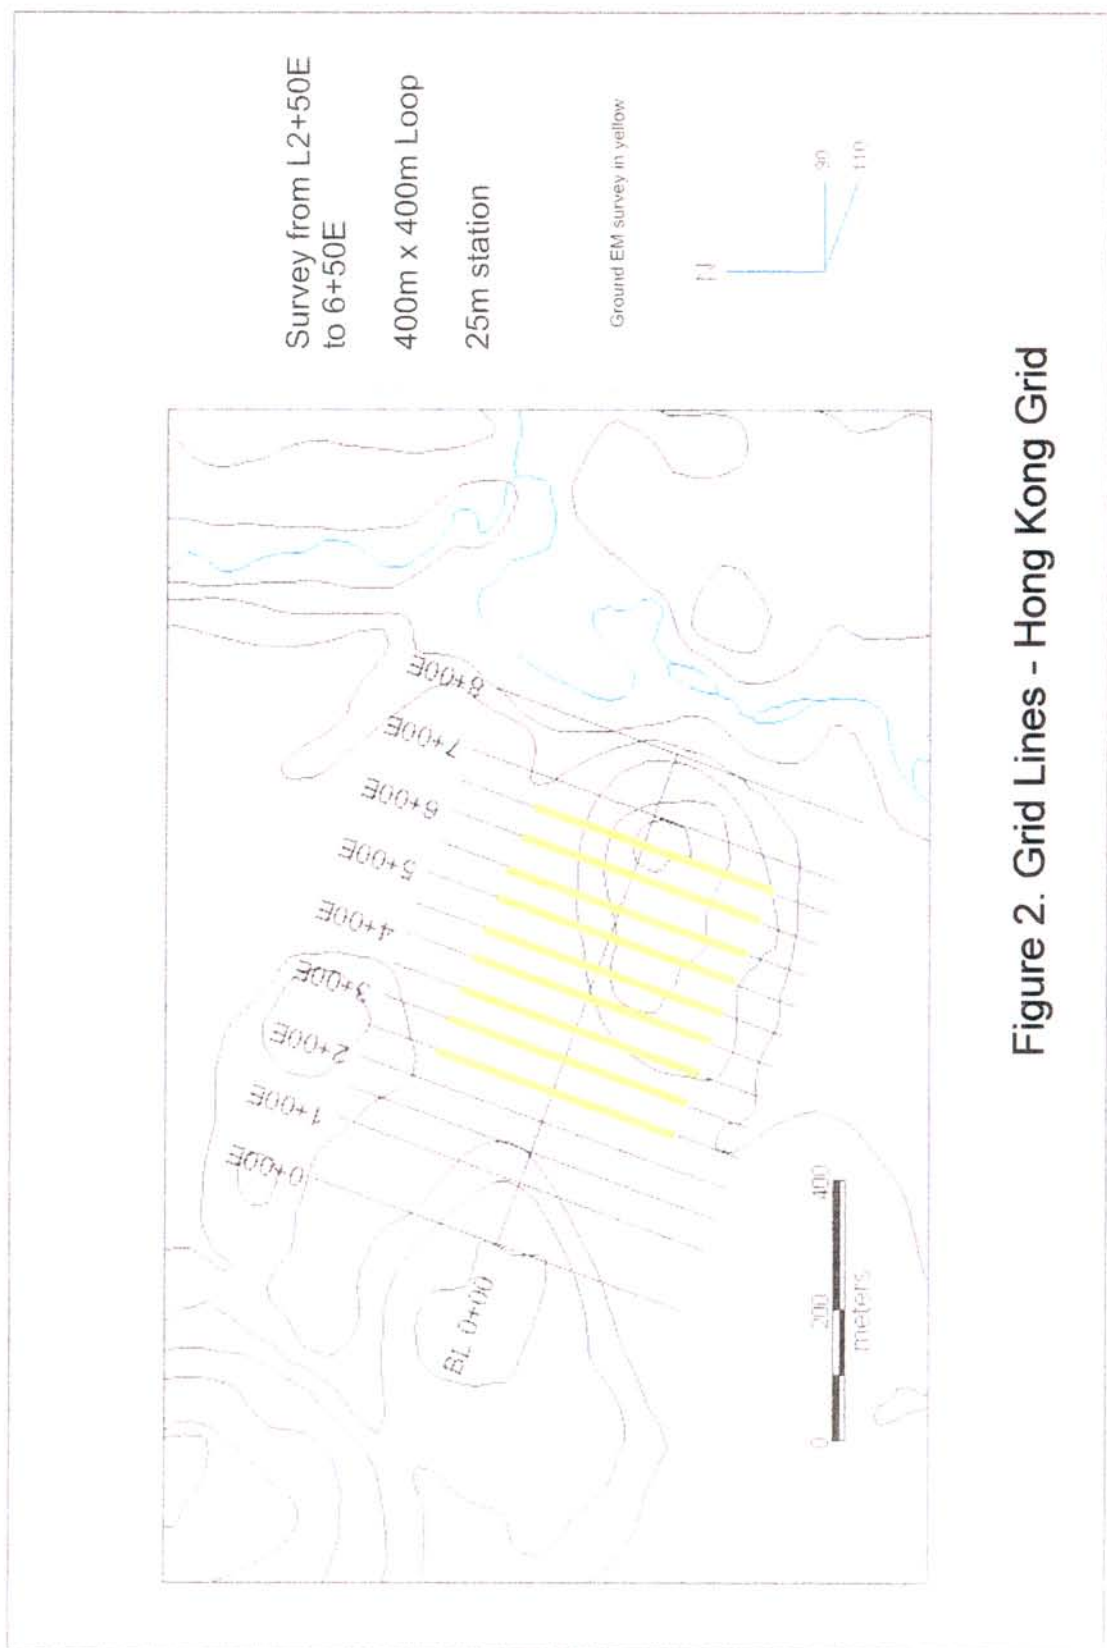 Survey from L2+50E
to 6+50E
400m x 400m Loop
25m station
Ground EM survey in yellow
N
90
110
0+00E
1+00E
2+00E
3+00E
4+00E
5+00E
6+00E
7+00E
8+00E
BL 0+00
0
200
400
meters
Figure 2. Grid Lines - Hong Kong Grid